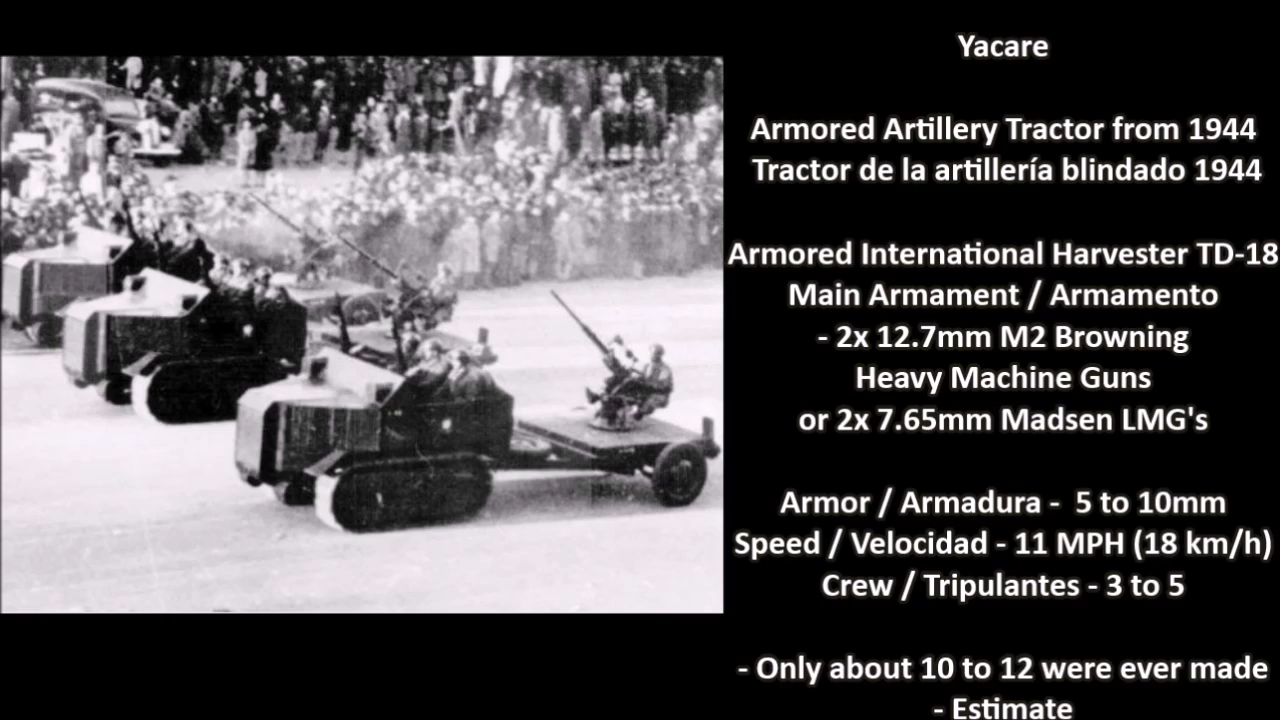 Yacare
Armored Artillery Tractor from 1944
Tractor de la artillería blindado 1944
Armored International Harvester TD-18
Main Armament / Armamento
- 2x 12.7mm M2 Browning
Heavy Machine Guns
or 2x 7.65mm Madsen LMG's
Armor / Armadura -  5 to 10mm
Speed / Velocidad - 11 MPH (18 km/h)
Crew / Tripulantes - 3 to 5
- Only about 10 to 12 were ever made
- Estimate